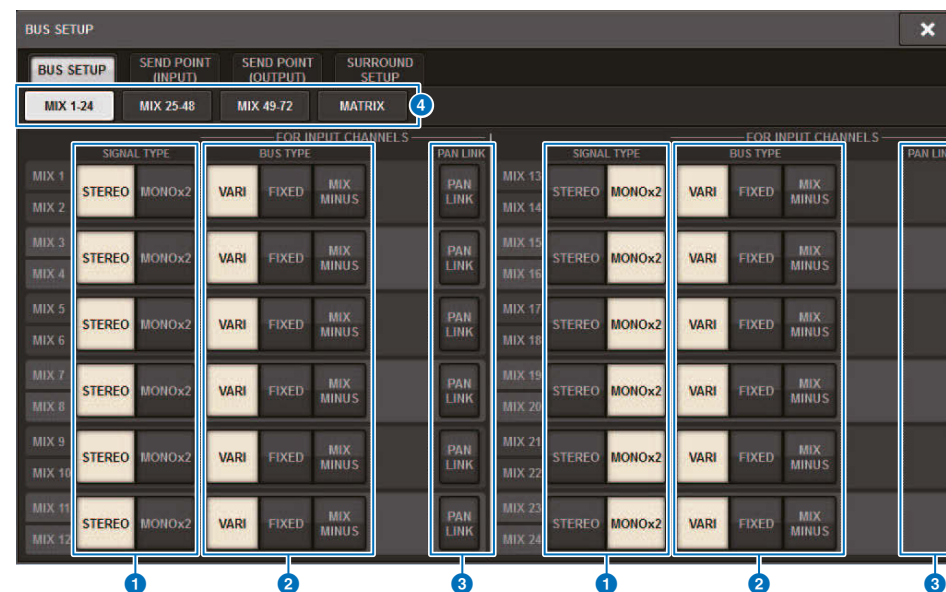 BUS SETUP
BUS SETUP
SEND POINT
(INPUT)
SEND POINT
(OUTPUT)
SURROUND
SETUP
MIX 1-24
MIX 25-48
MIX 49-72
MATRIX
4
FOR INPUT CHANNELS
FOR INPUT CHANNELS
SIGNAL TYPE
BUS TYPE
PAN LINK
SIGNAL TYPE
BUS TYPE
MIX 1
MIX 2
STEREO
MONOx2
VARI
FIXED
MIX
MINUS
PAN
LINK
MIX 13
MIX 14
STEREO
MONOx2
VARI
FIXED
MIX
MINUS
MIX 3
MIX 4
STEREO
MONOx2
VARI
FIXED
MIX
MINUS
PAN
LINK
MIX 15
MIX 16
STEREO
MONOx2
VARI
FIXED
MIX
MINUS
MIX 5
MIX 6
STEREO
MONOx2
VARI
FIXED
MIX
MINUS
PAN
LINK
MIX 17
MIX 18
STEREO
MONOx2
VARI
FIXED
MIX
MINUS
MIX 7
MIX 8
STEREO
MONOx2
VARI
FIXED
MIX
MINUS
PAN
LINK
MIX 19
MIX 20
STEREO
MONOx2
VARI
FIXED
MIX
MINUS
MIX 9
MIX 10
STEREO
MONOx2
VARI
FIXED
MIX
MINUS
PAN
LINK
MIX 21
MIX 22
STEREO
MONOx2
VARI
FIXED
MIX
MINUS
MIX 11
MIX 12
STEREO
MONOx2
VARI
FIXED
MIX
MINUS
PAN
LINK
MIX 23
MIX 24
STEREO
MONOx2
VARI
FIXED
MIX
MINUS
1
2
3
1
2
3